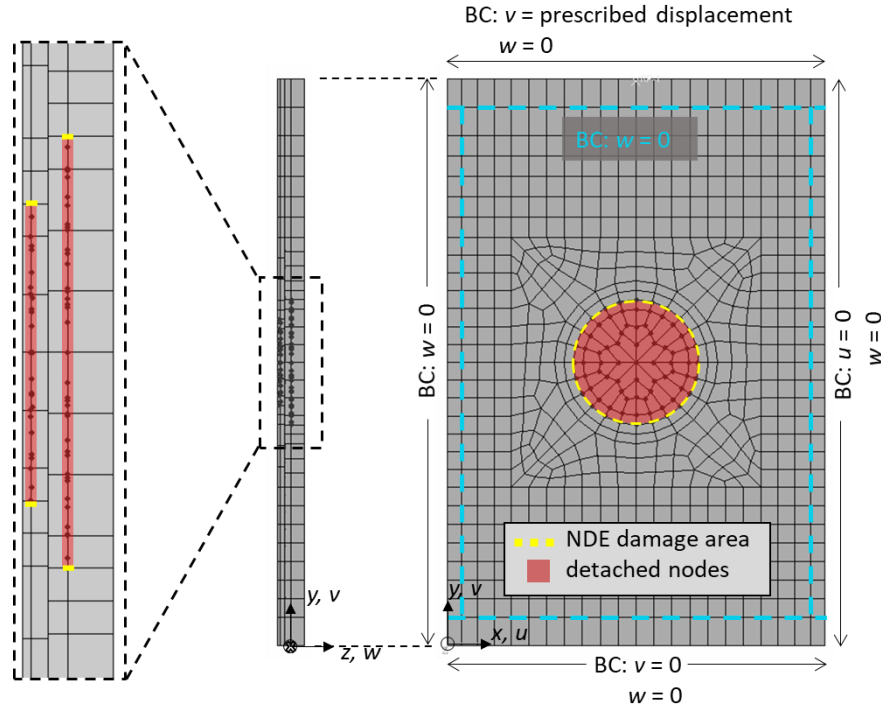 BC: v = prescribed displacement
w = 0
BC: w = 0
BC: w = 0
BC: u = 0
w = 0
NDE damage area
detached nodes
y, v
z, w
y, v
x, u
BC: v = 0
w = 0